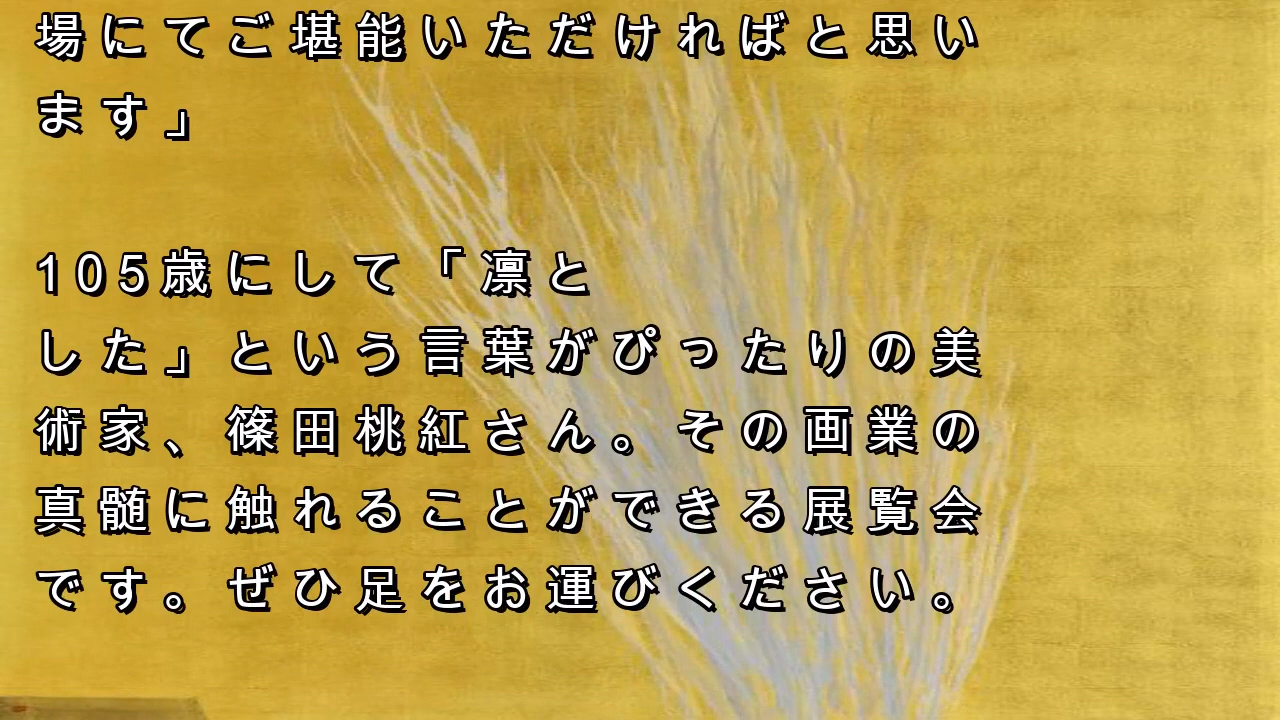 場にてご堪能いただければと思い
ます」
105歳にして「凛と
した」という言葉がぴったりの美
術家、篠田桃紅さん。その画業の
真髄に触れることができる展覧会
です。ぜひ足をお運びください。